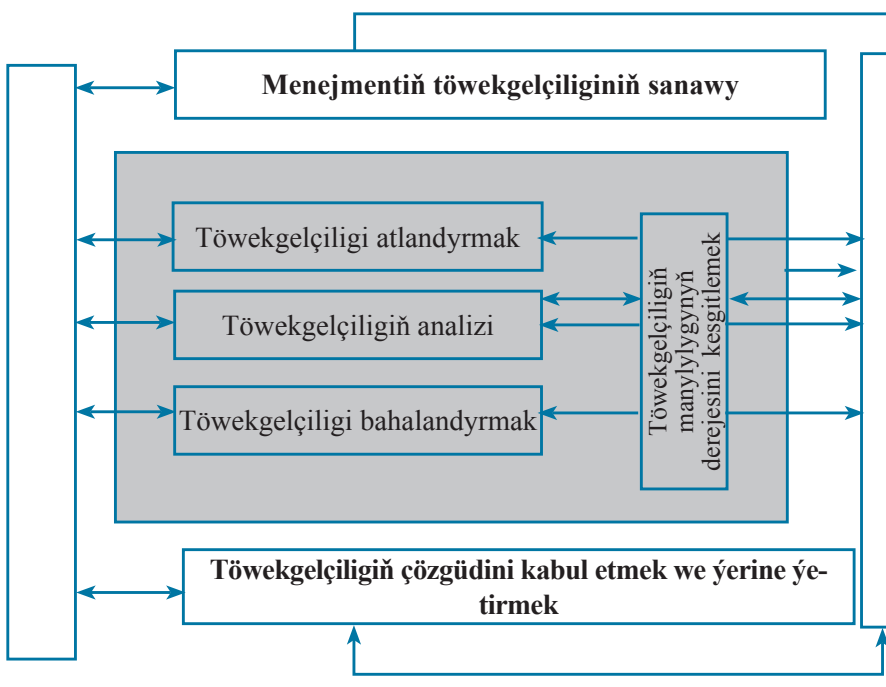 Menejmentiň töwekgelçiliginiň sanawy
Töwekgelçiligi atlandyrmak
Töwekgelçiligiň analizi
Töwekgelçiligi bahalandyrmak
Töwekgelçiligiň
manylylygynyň
derejesini kesgitlemek
Töwekgelçiligiň çözgüdini kabul etmek we ýerine ýe-
tirmek